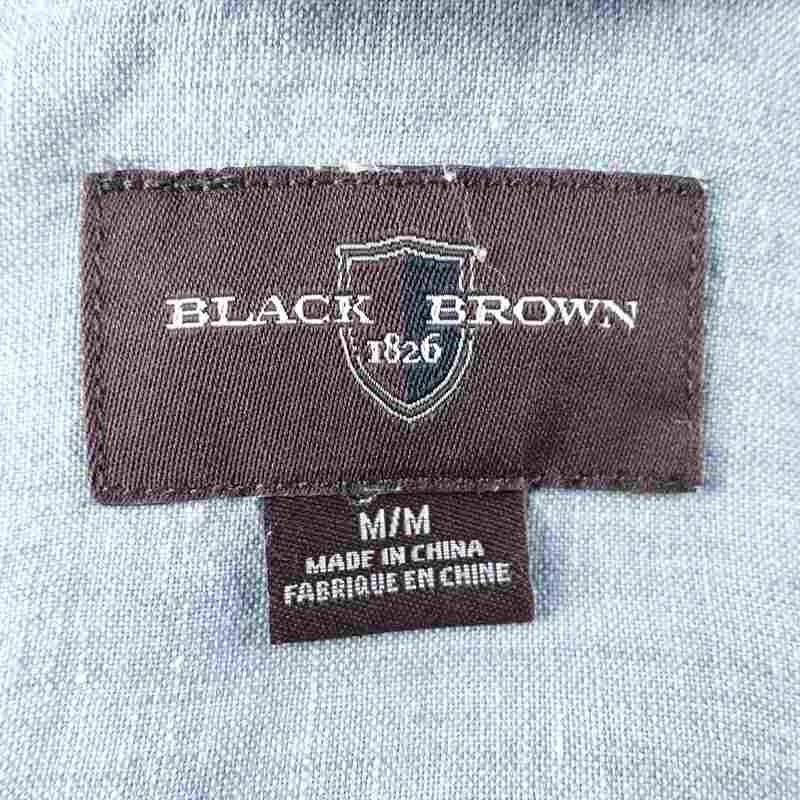 BLACK BROWN
1826
M/M
MADE IN CHINA
FABRIQUE EN CHINE